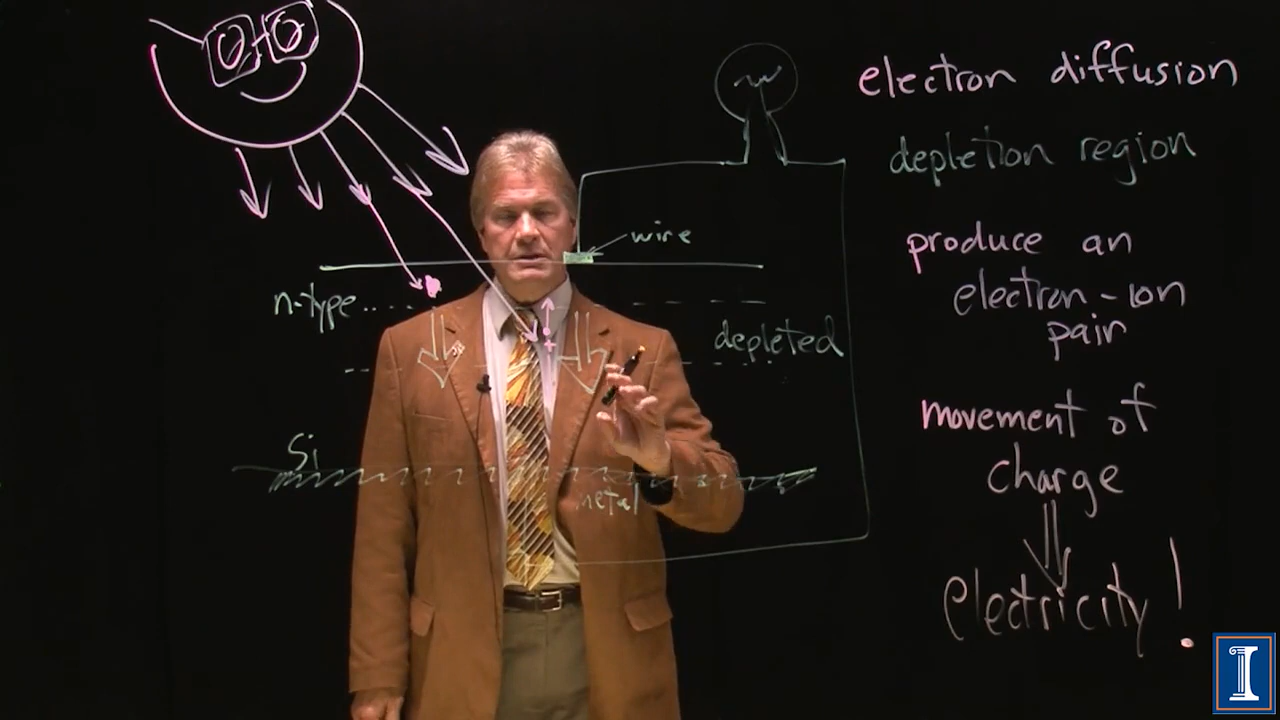 electron diffusion
depletion region
wire
produce an
electron-ion
pair
n-type
depleted
movement of
charge
Si
metal
electricity!
I